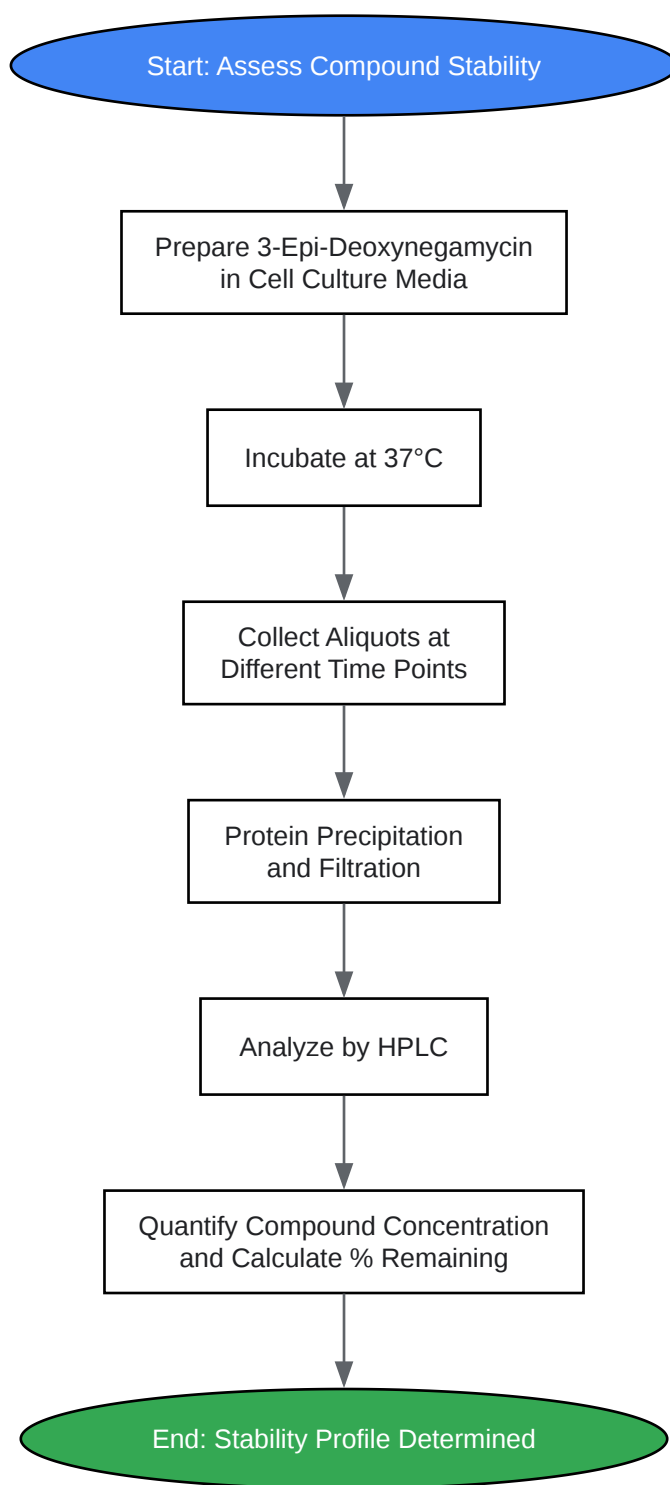 Start: Assess Compound Stability
Prepare 3-Epi-Deoxynegamycin
in Cell Culture Media
Incubate at 37°C
Collect Aliquots at
Different Time Points
Protein Precipitation
and Filtration
Analyze by HPLC
Quantify Compound Concentration
and Calculate % Remaining
End: Stability Profile Determined